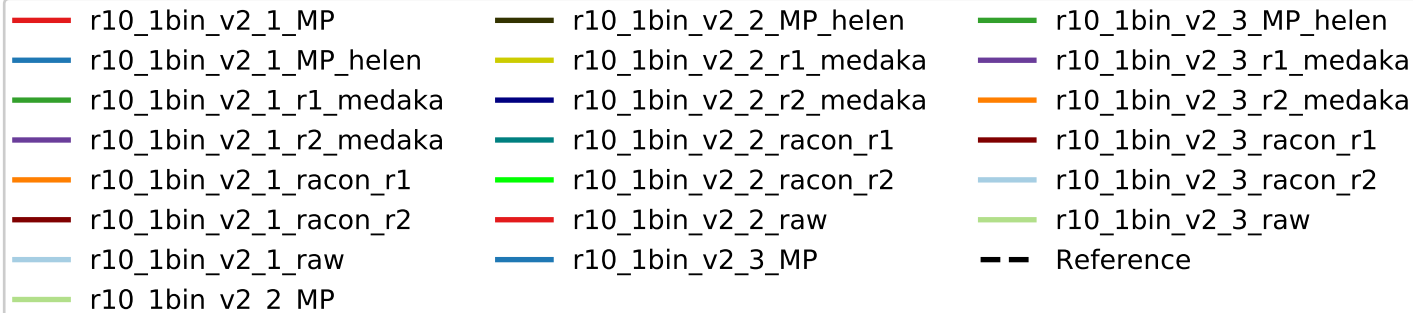 r10_1bin_v2_1_MP
r10_1bin_v2_1_MP_helen
r10_1bin_v2_1_r1_medaka
r10_1bin_v2_1_r2_medaka
r10_1bin_v2_1_racon_r1
r10_1bin_v2_1_racon_r2
r10_1bin_v2_1_raw
r10_1bin_v2_2_MP
r10_1bin_v2_2_MP_helen
r10_1bin_v2_2_r1_medaka
r10_1bin_v2_2_r2_medaka
r10_1bin_v2_2_racon_r1
r10_1bin_v2_2_racon_r2
r10_1bin_v2_2_raw
r10_1bin_v2_3_MP
r10_1bin_v2_3_MP_helen
r10_1bin_v2_3_r1_medaka
r10_1bin_v2_3_r2_medaka
r10_1bin_v2_3_racon_r1
r10_1bin_v2_3_racon_r2
r10_1bin_v2_3_raw
Reference